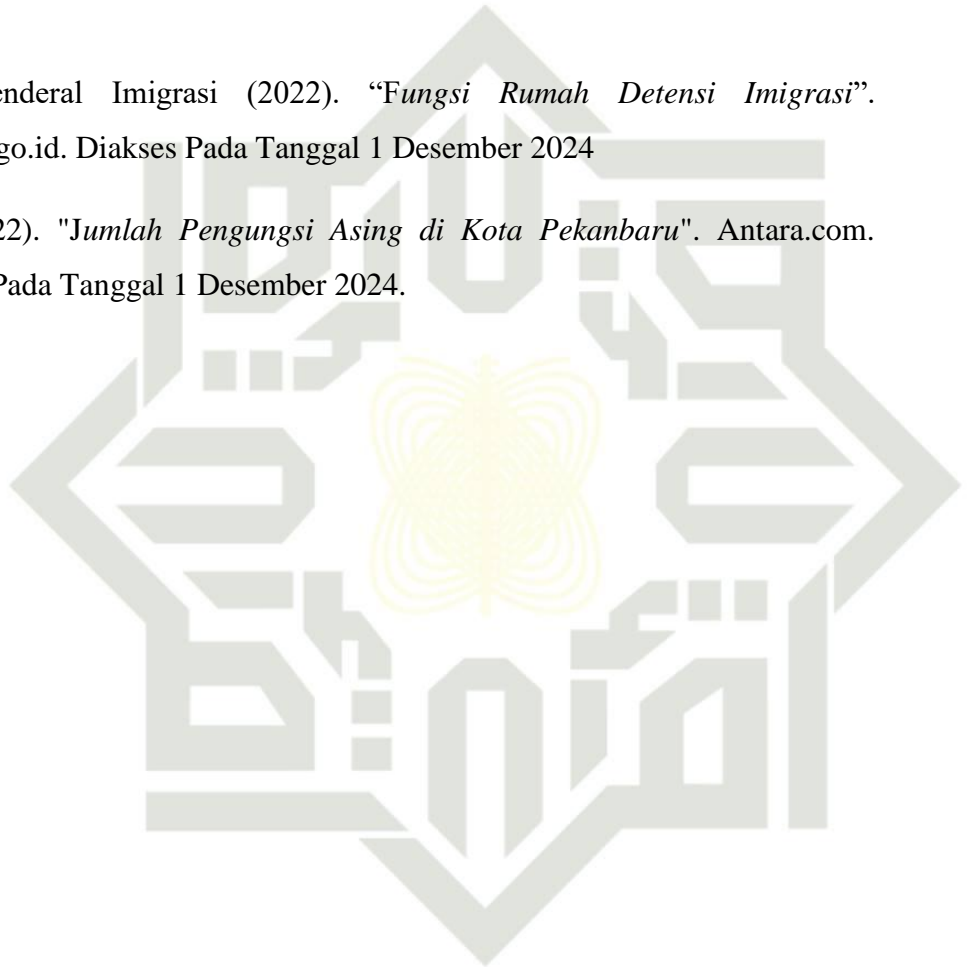 enderal Imigrasi (2022). “Fungsi Rumah Detensi Imigrasi”.
go.id. Diakses Pada Tanggal 1 Desember 2024
22). "Jumlah Pengungsi Asing di Kota Pekanbaru". Antara.com.
Pada Tanggal 1 Desember 2024.